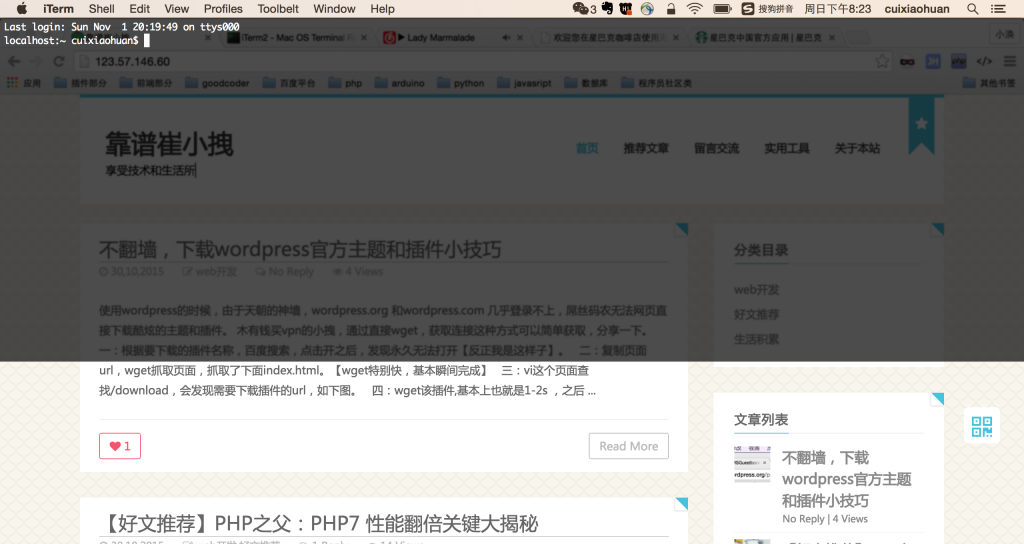 iTerm Shell Edit View Profiles Toolbelt Window Help 3 搜狗拼音 周日下午8:23 cuixiaohuan
Last login: Sun Nov  1 20:19:49 on ttys000
localhost:~ cuixiaohuan$
iTerm2 - Mac OS Terminal Lady Marmalade 欢迎您在星巴克咖啡店使用 星巴克中国官方应用 | 星巴克 小涣
123.57.146.60
应用 插件部分 前端部分 goodcoder 百度平台 php arduino python javasript 数据库 程序员社区类 其他书签
靠谱崔小拽
享受技术和生活所
首页 推荐文章 留言交流 实用工具 关于本站
不翻墙，下载wordpress官方主题和插件小技巧
30,10,2015 web开发 No Reply 4 Views
使用wordpress的时候，由于天朝的神墙，wordpress.org 和wordpress.com 几乎登录不上，屌丝码农无法网页直
接下载酷炫的主题和插件。 木有钱买vpn的小拽，通过直接wget，获取连接这种方式可以简单获取，分享一下。
一：根据要下载的插件名称，百度搜索，点击开之后，发现永久无法打开【反正我是这样子】。 二：复制页面
url，wget抓取页面，抓取了下面index.html。【wget特别快，基本瞬间完成】 三：vi这个页面查
找/download，会发现需要下载插件的url，如下图。 四：wget该插件,基本上也就是1-2s ，之后 ...
1
Read More
【好文推荐】PHP之父：PHP7 性能翻倍关键大揭秘
30,10,2015 web开发,好文推荐 1 Reply 14 Views
分类目录
web开发
好文推荐
生活积累
文章列表
不翻墙，下载
wordpress官方主题
和插件小技巧
No Reply | 4 Views